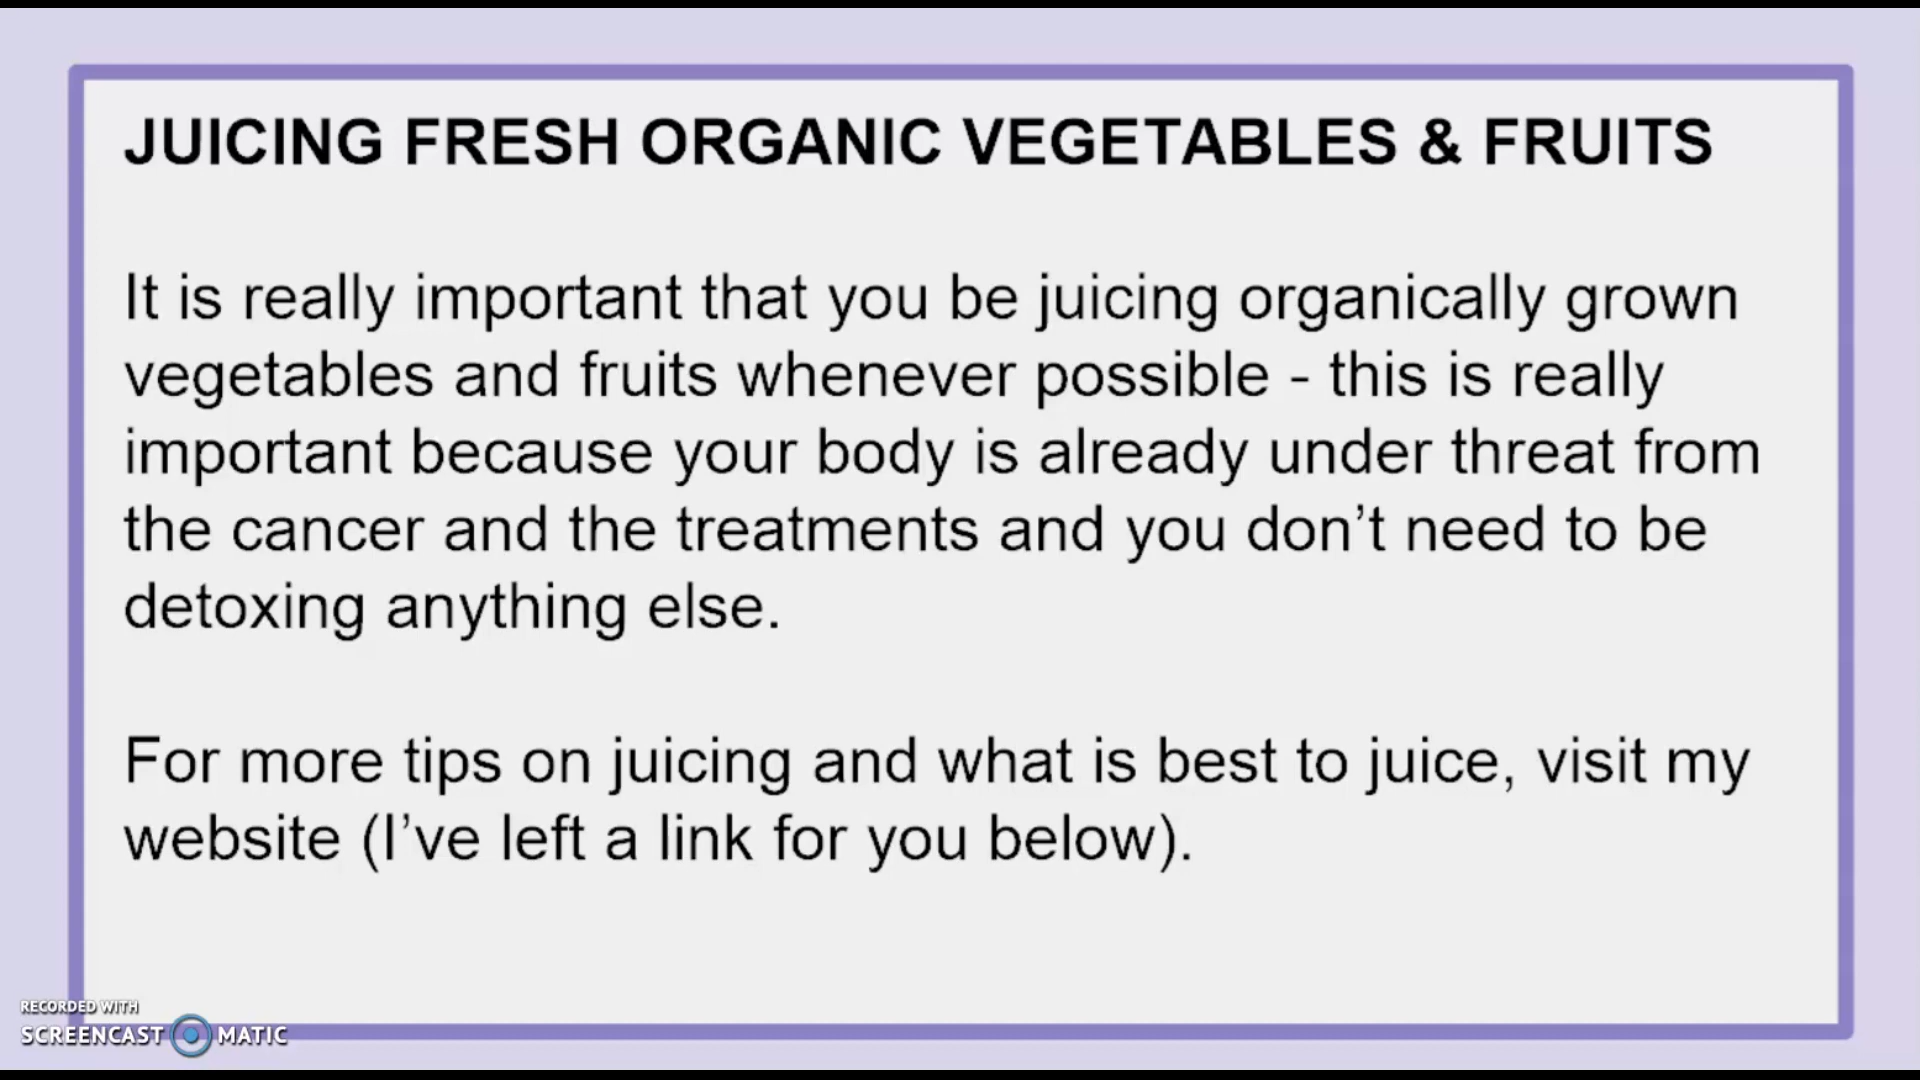 JUICING FRESH ORGANIC VEGETABLES & FRUITS
It is really important that you be juicing organically grown
vegetables and fruits whenever possible - this is really
important because your body is already under threat from
the cancer and the treatments and you don’t need to be
detoxing anything else.
For more tips on juicing and what is best to juice, visit my
website (I’ve left a link for you below).
RECORDED WITH
SCREENCAST MATIC